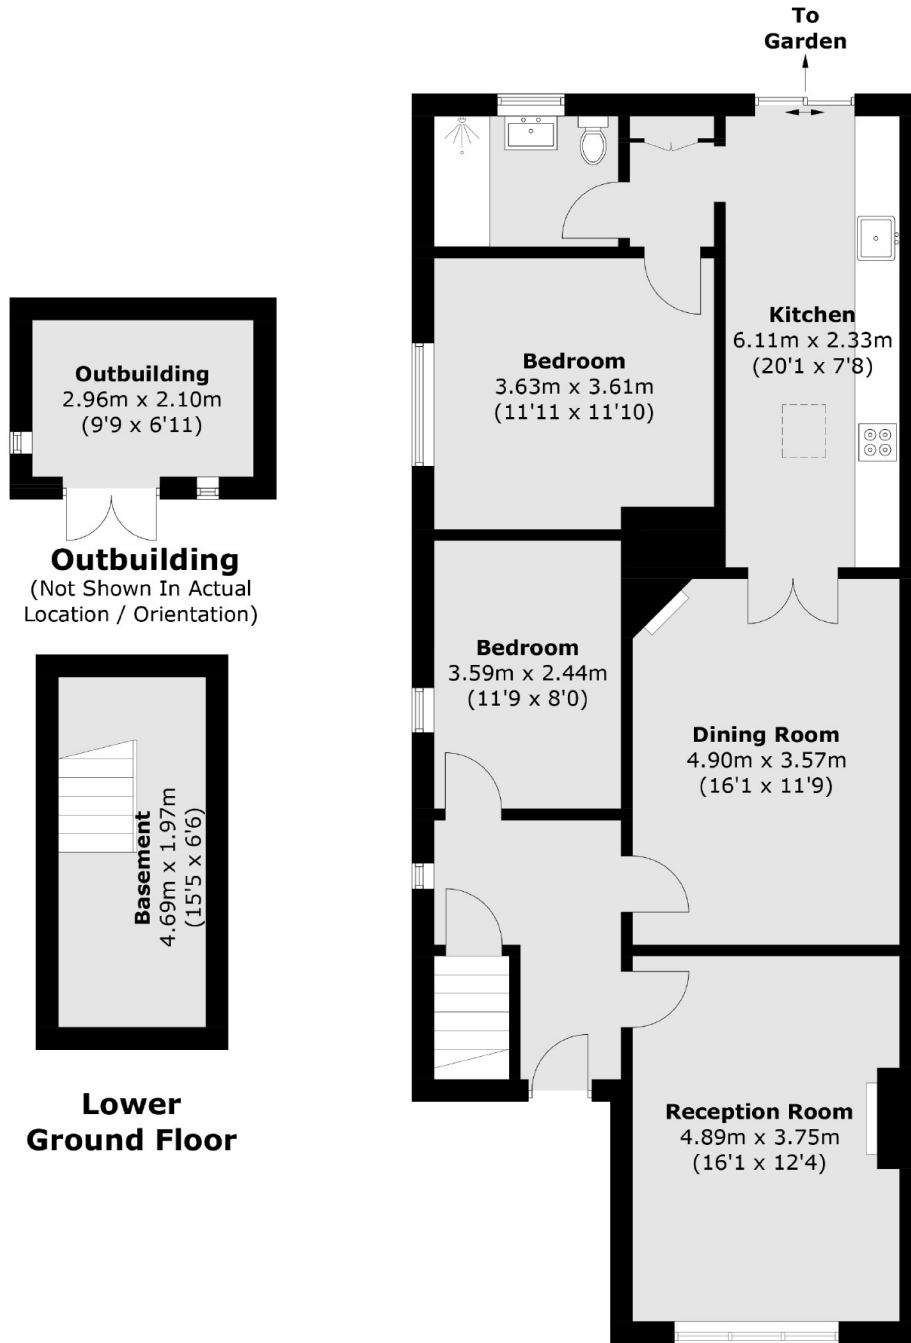 To
Garden
Kitchen
6.11m x 2.33m
(20'1 x 7'8)
Bedroom
3.63m x 3.61m
(11'11 x 11'10)
Outbuilding
2.96m x 2.10m
(9'9 x 6'11)
Outbuilding
(Not Shown In Actual
Location / Orientation)
Bedroom
3.59m x 2.44m
(11'9 x 8'0)
Dining Room
4.90m x 3.57m
(16'1 x 11'9)
Basement
4.69m x 1.97m
(15'5 x 6'6)
Lower
Ground Floor
Reception Room
4.89m x 3.75m
(16'1 x 12'4)